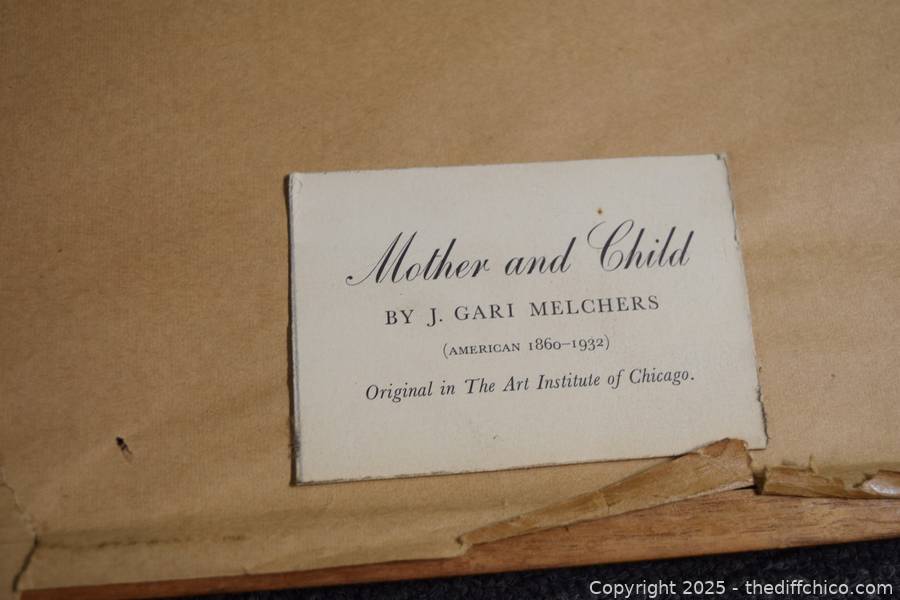 Mother and Child
BY J. GARI MELCHERS
(AMERICAN 1860–1932)
Original in The Art Institute of Chicago.
Copyright 2025 - thediffchico.com